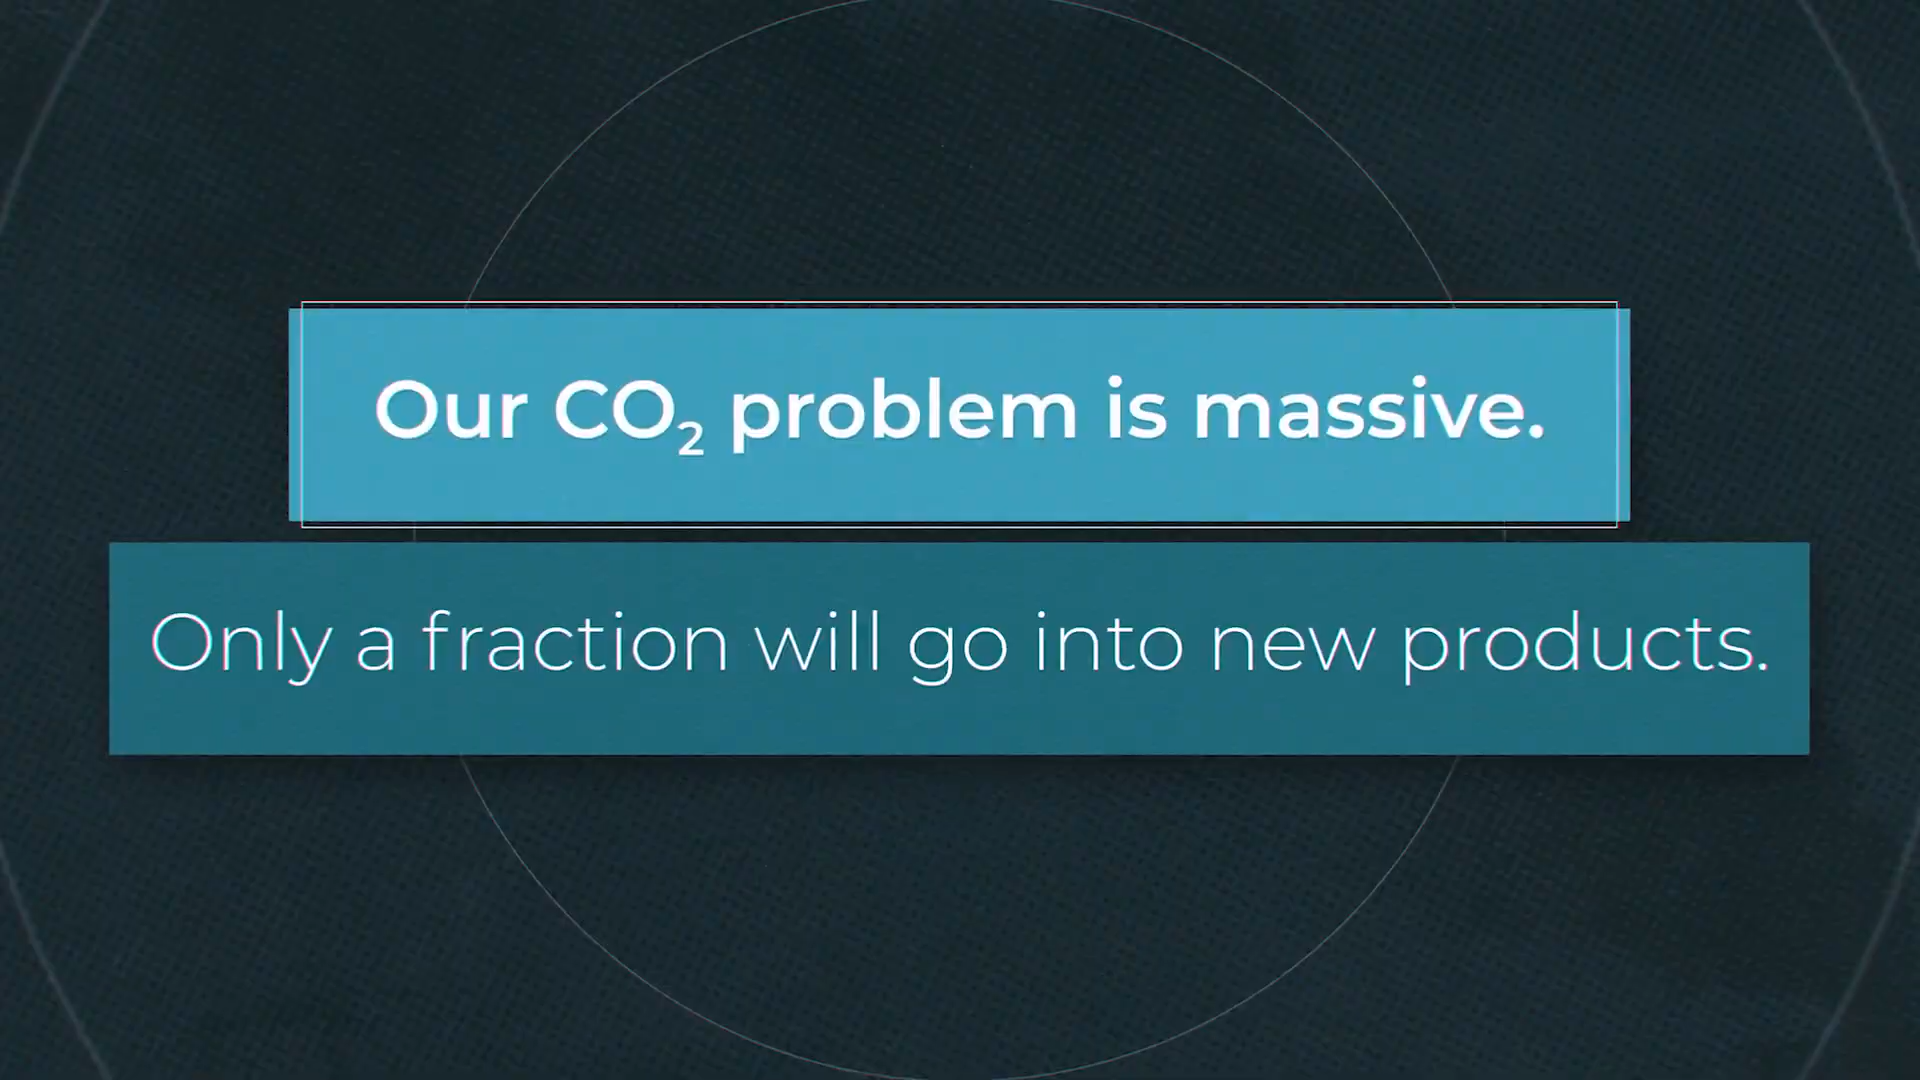 Our CO₂ problem is massive.
Only a fraction will go into new products.